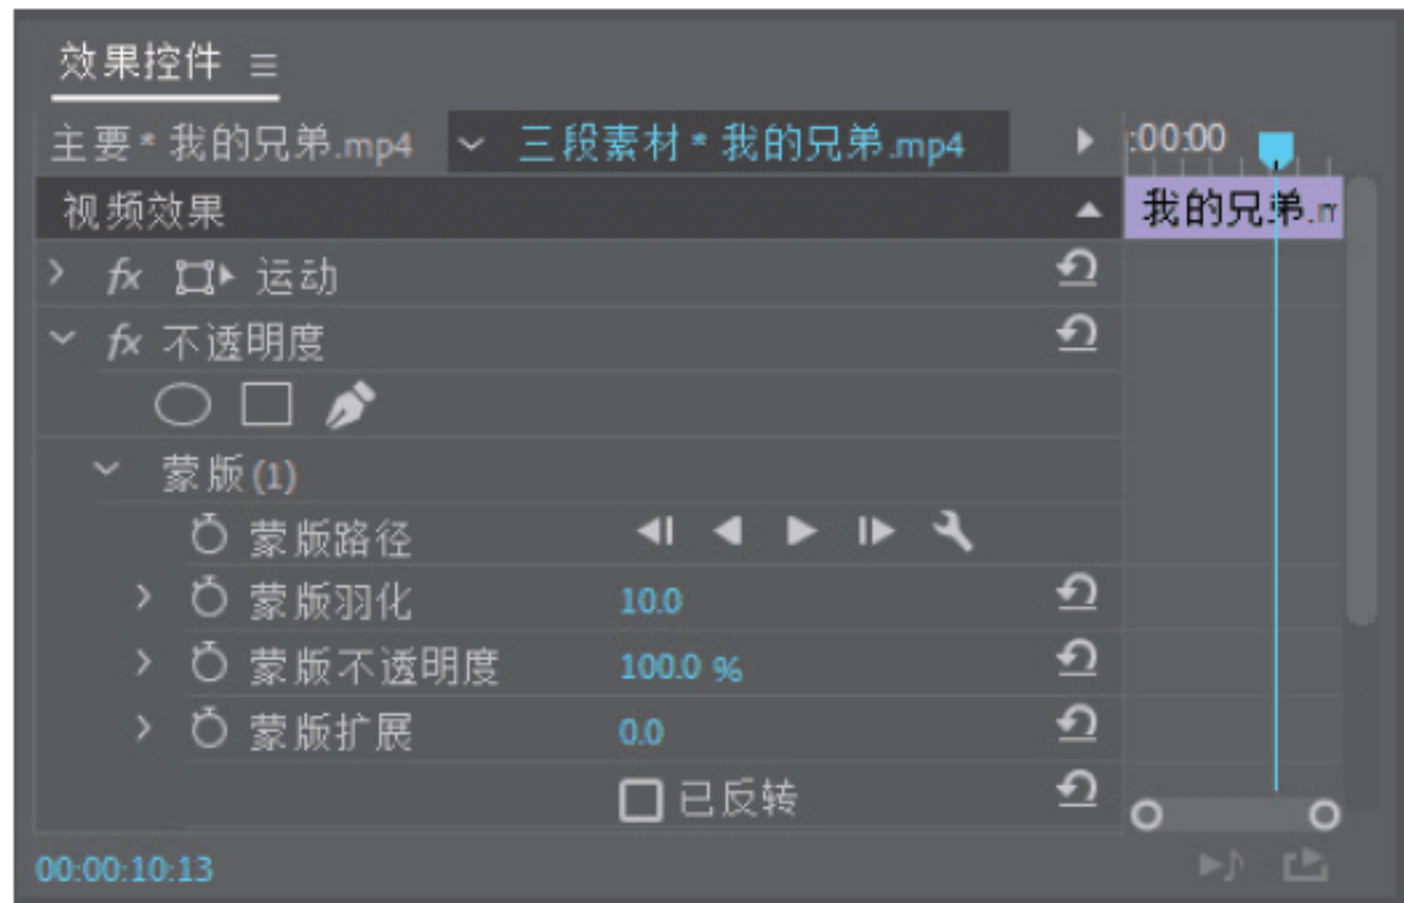 效果控件
主要 * 我的兄弟.mp4 三段素材 * 我的兄弟.mp4 :00:00
视频效果 我的兄弟.m
fx 运动
fx 不透明度
蒙版 (1)
蒙版路径
蒙版羽化 10.0
蒙版不透明度 100.0 %
蒙版扩展 0.0
已反转
00:00:10:13